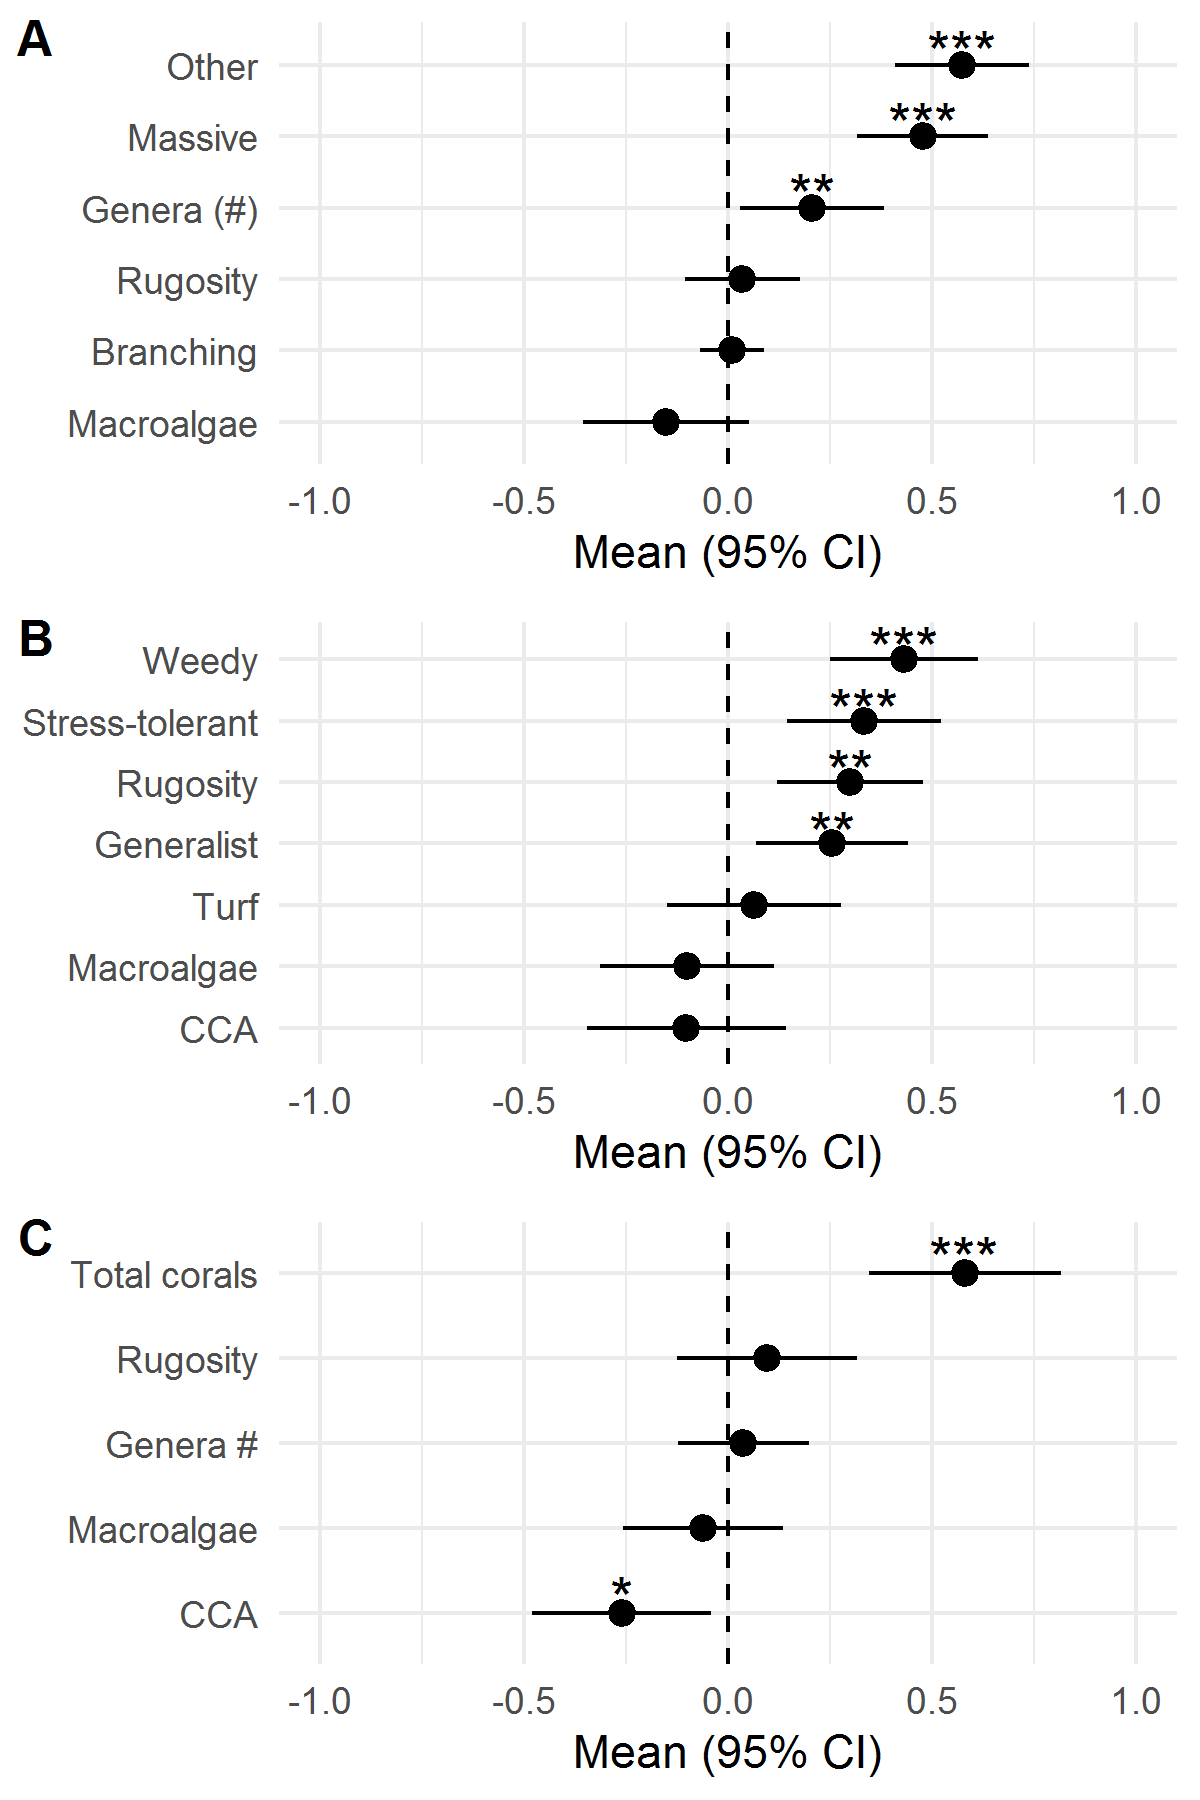 A
Other ***
Massive ***
Genera (#) **
Rugosity
Branching
Macroalgae
-1.0 -0.5 0.0 0.5 1.0
Mean (95% CI)
B
Weedy ***
Stress-tolerant ***
Rugosity **
Generalist **
Turf
Macroalgae
CCA
-1.0 -0.5 0.0 0.5 1.0
Mean (95% CI)
C
Total corals ***
Rugosity
Genera #
Macroalgae
CCA *
-1.0 -0.5 0.0 0.5 1.0
Mean (95% CI)